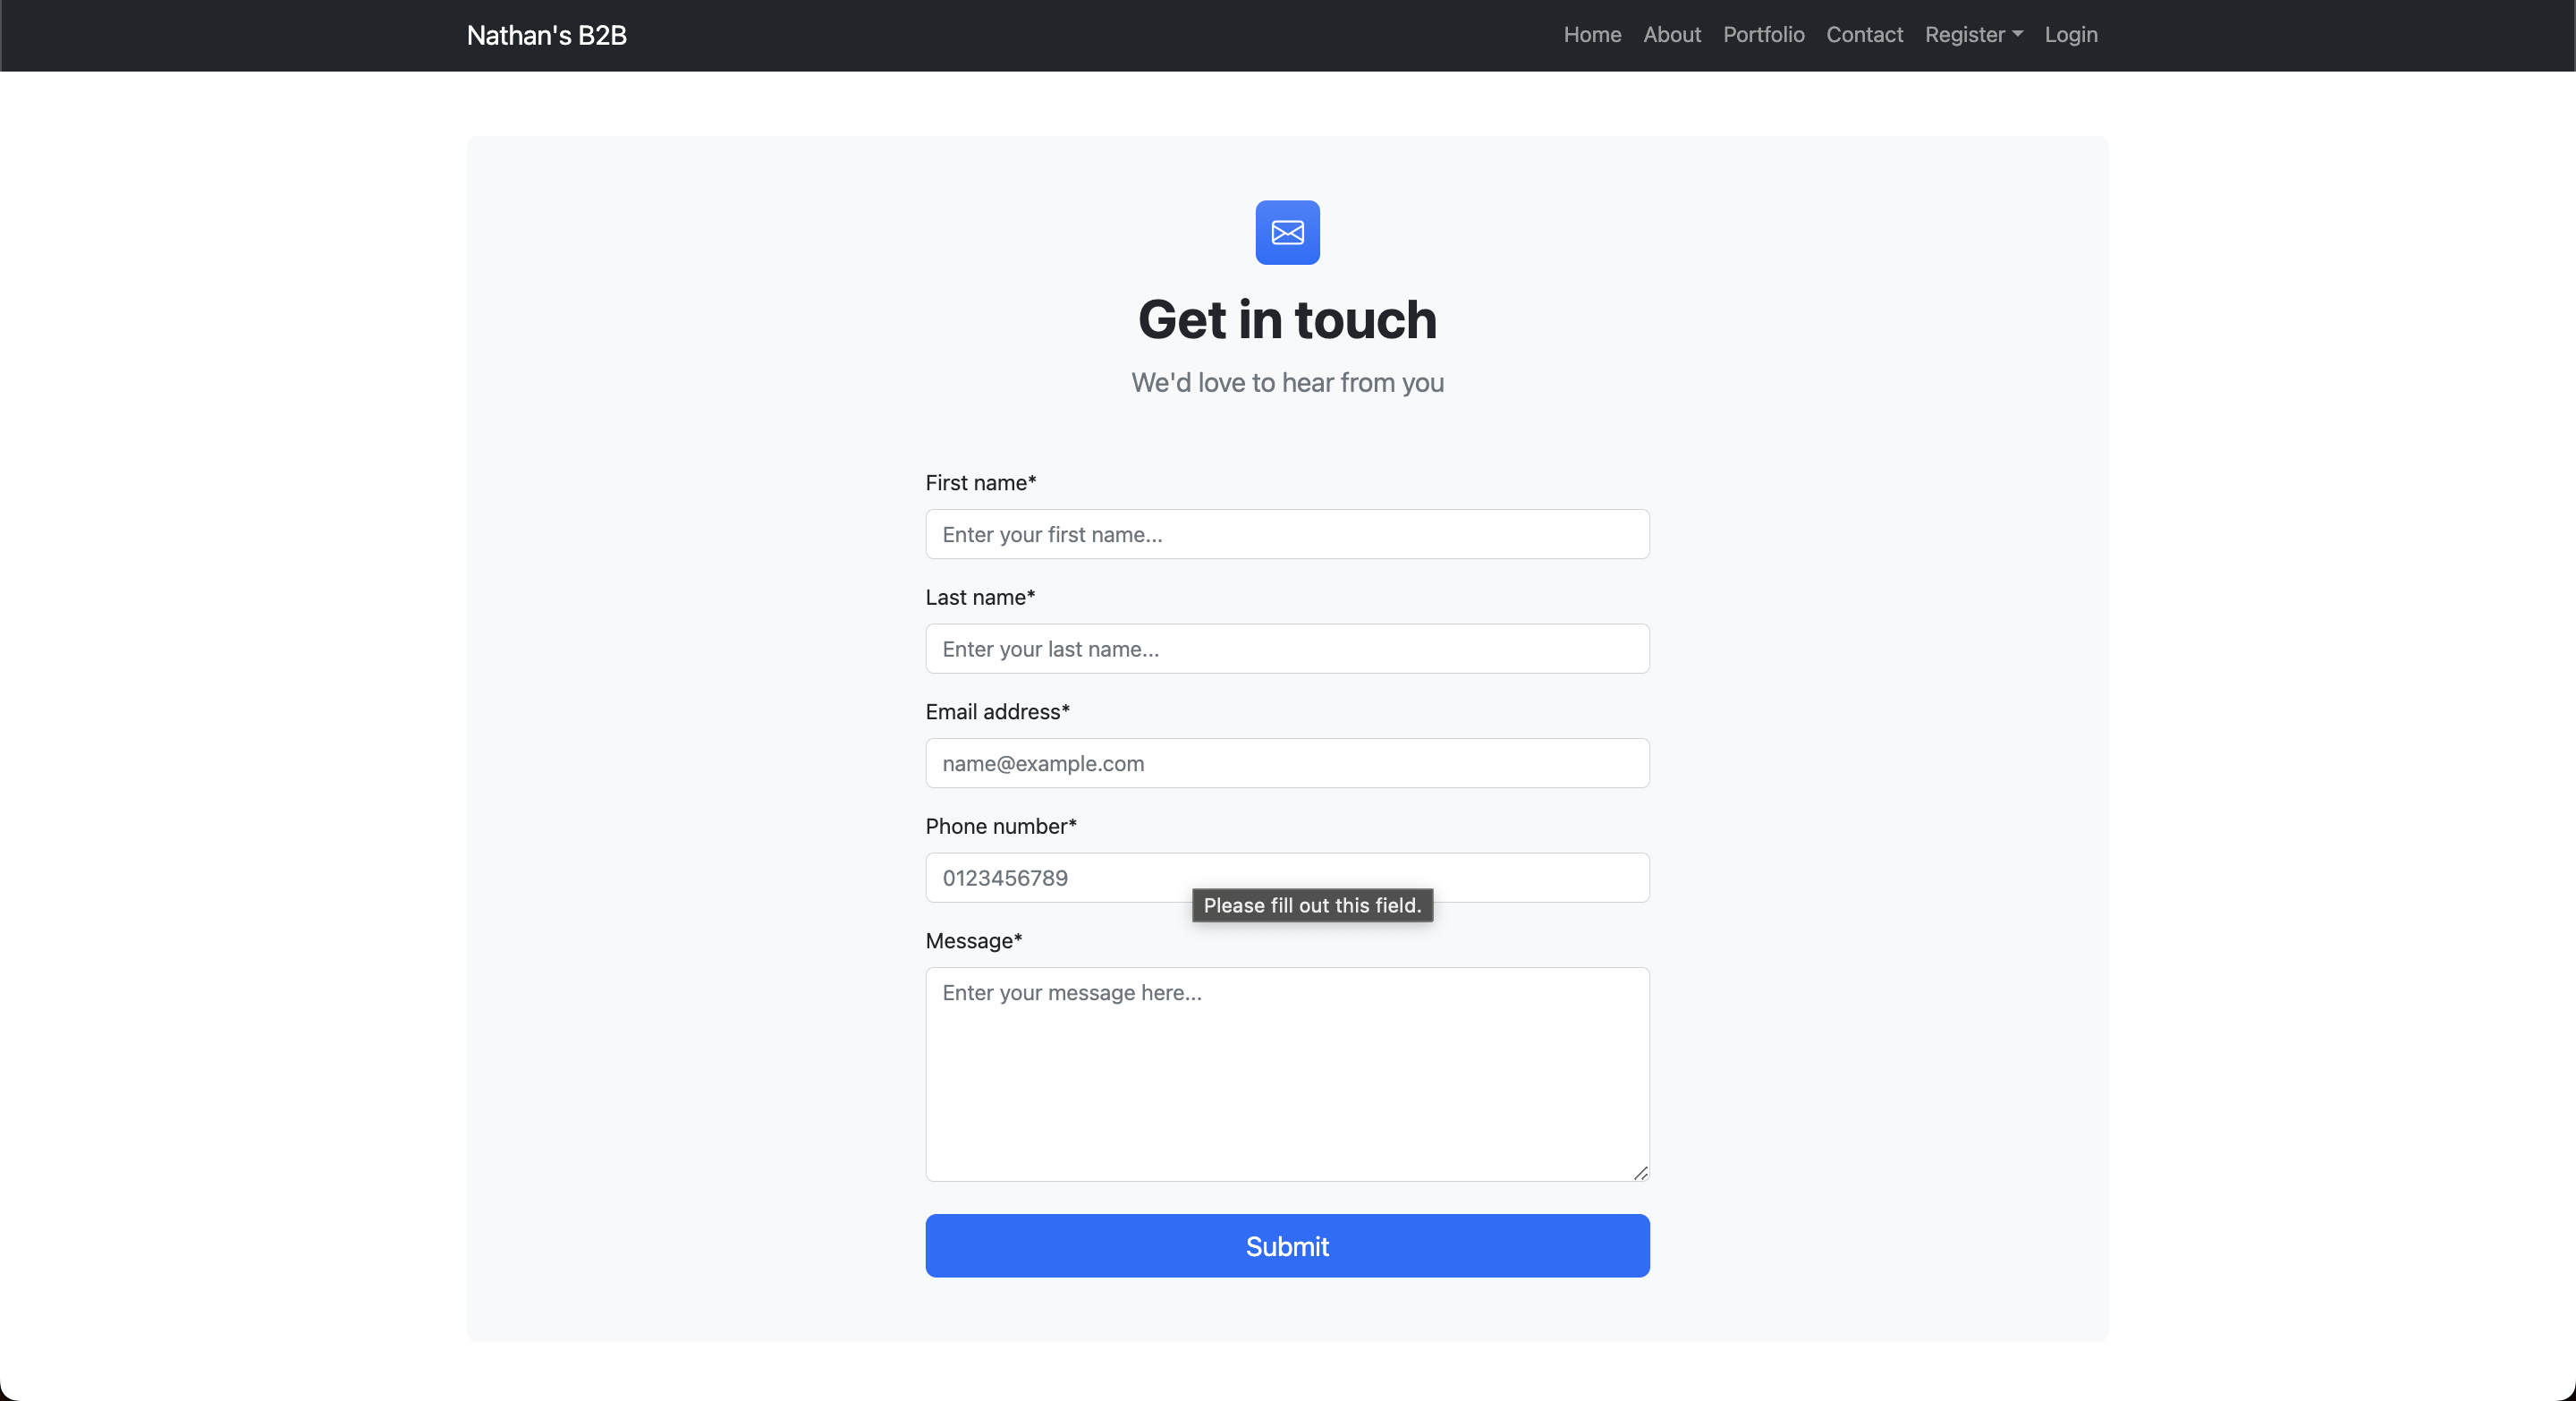 Nathan's B2B
Home About Portfolio Contact Register Login
Get in touch
We'd love to hear from you
First name*
Enter your first name...
Last name*
Enter your last name...
Email address*
name@example.com
Phone number*
0123456789
Please fill out this field.
Message*
Enter your message here...
Submit